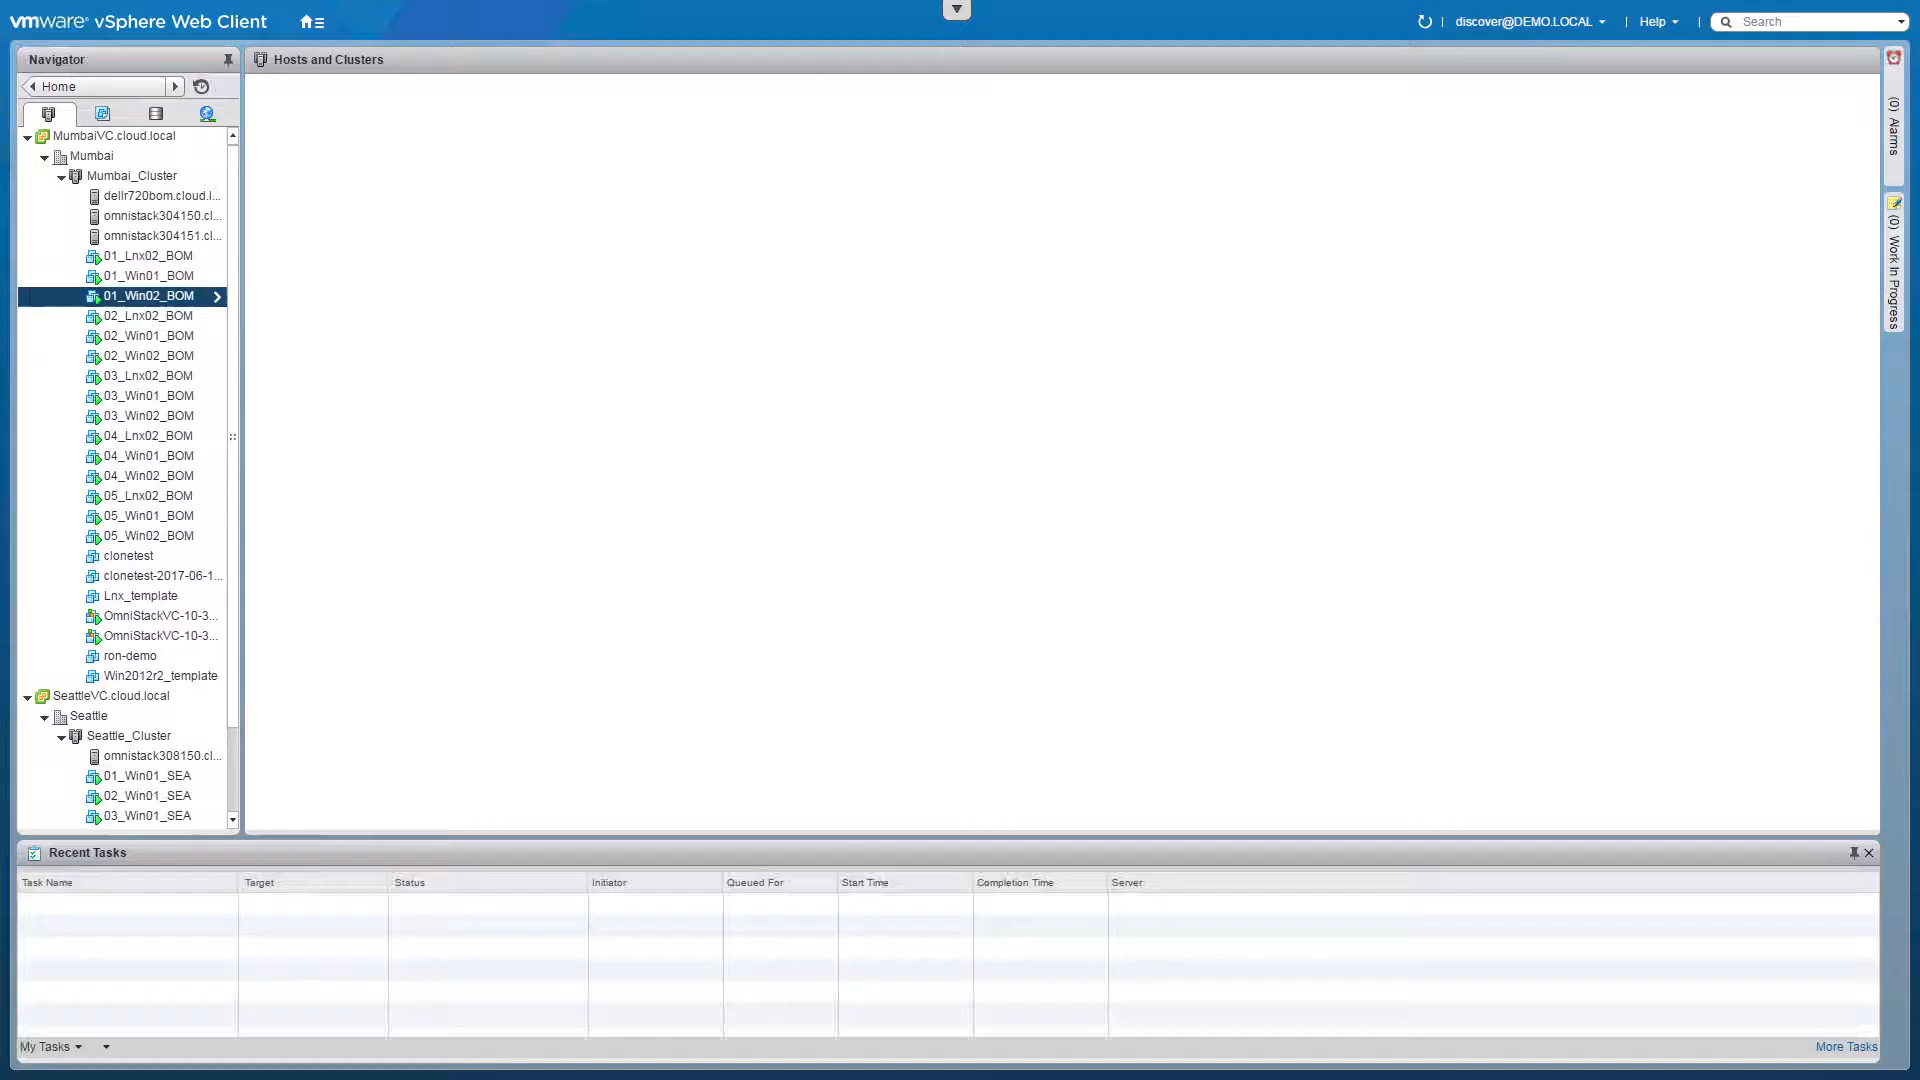 vmware® vSphere Web Client
discover@DEMO.LOCAL
Help
Search
Navigator
Home
MumbaiVC.cloud.local
Mumbai
Mumbai_Cluster
dellr720bom.cloud.l...
omnistack304150.cl...
omnistack304151.cl...
01_Lnx02_BOM
01_Win01_BOM
01_Win02_BOM
02_Lnx02_BOM
02_Win01_BOM
02_Win02_BOM
03_Lnx02_BOM
03_Win01_BOM
03_Win02_BOM
04_Lnx02_BOM
04_Win01_BOM
04_Win02_BOM
05_Lnx02_BOM
05_Win01_BOM
05_Win02_BOM
clonetest
clonetest-2017-06-1...
Lnx_template
OmniStackVC-10-3...
OmniStackVC-10-3...
ron-demo
Win2012r2_template
SeattleVC.cloud.local
Seattle
Seattle_Cluster
omnistack308150.cl...
01_Win01_SEA
02_Win01_SEA
03_Win01_SEA
Hosts and Clusters
(0) Alarms
(0) Work In Progress
Recent Tasks
Task Name Target Status Initiator Queued For Start Time Completion Time Server
My Tasks
More Tasks